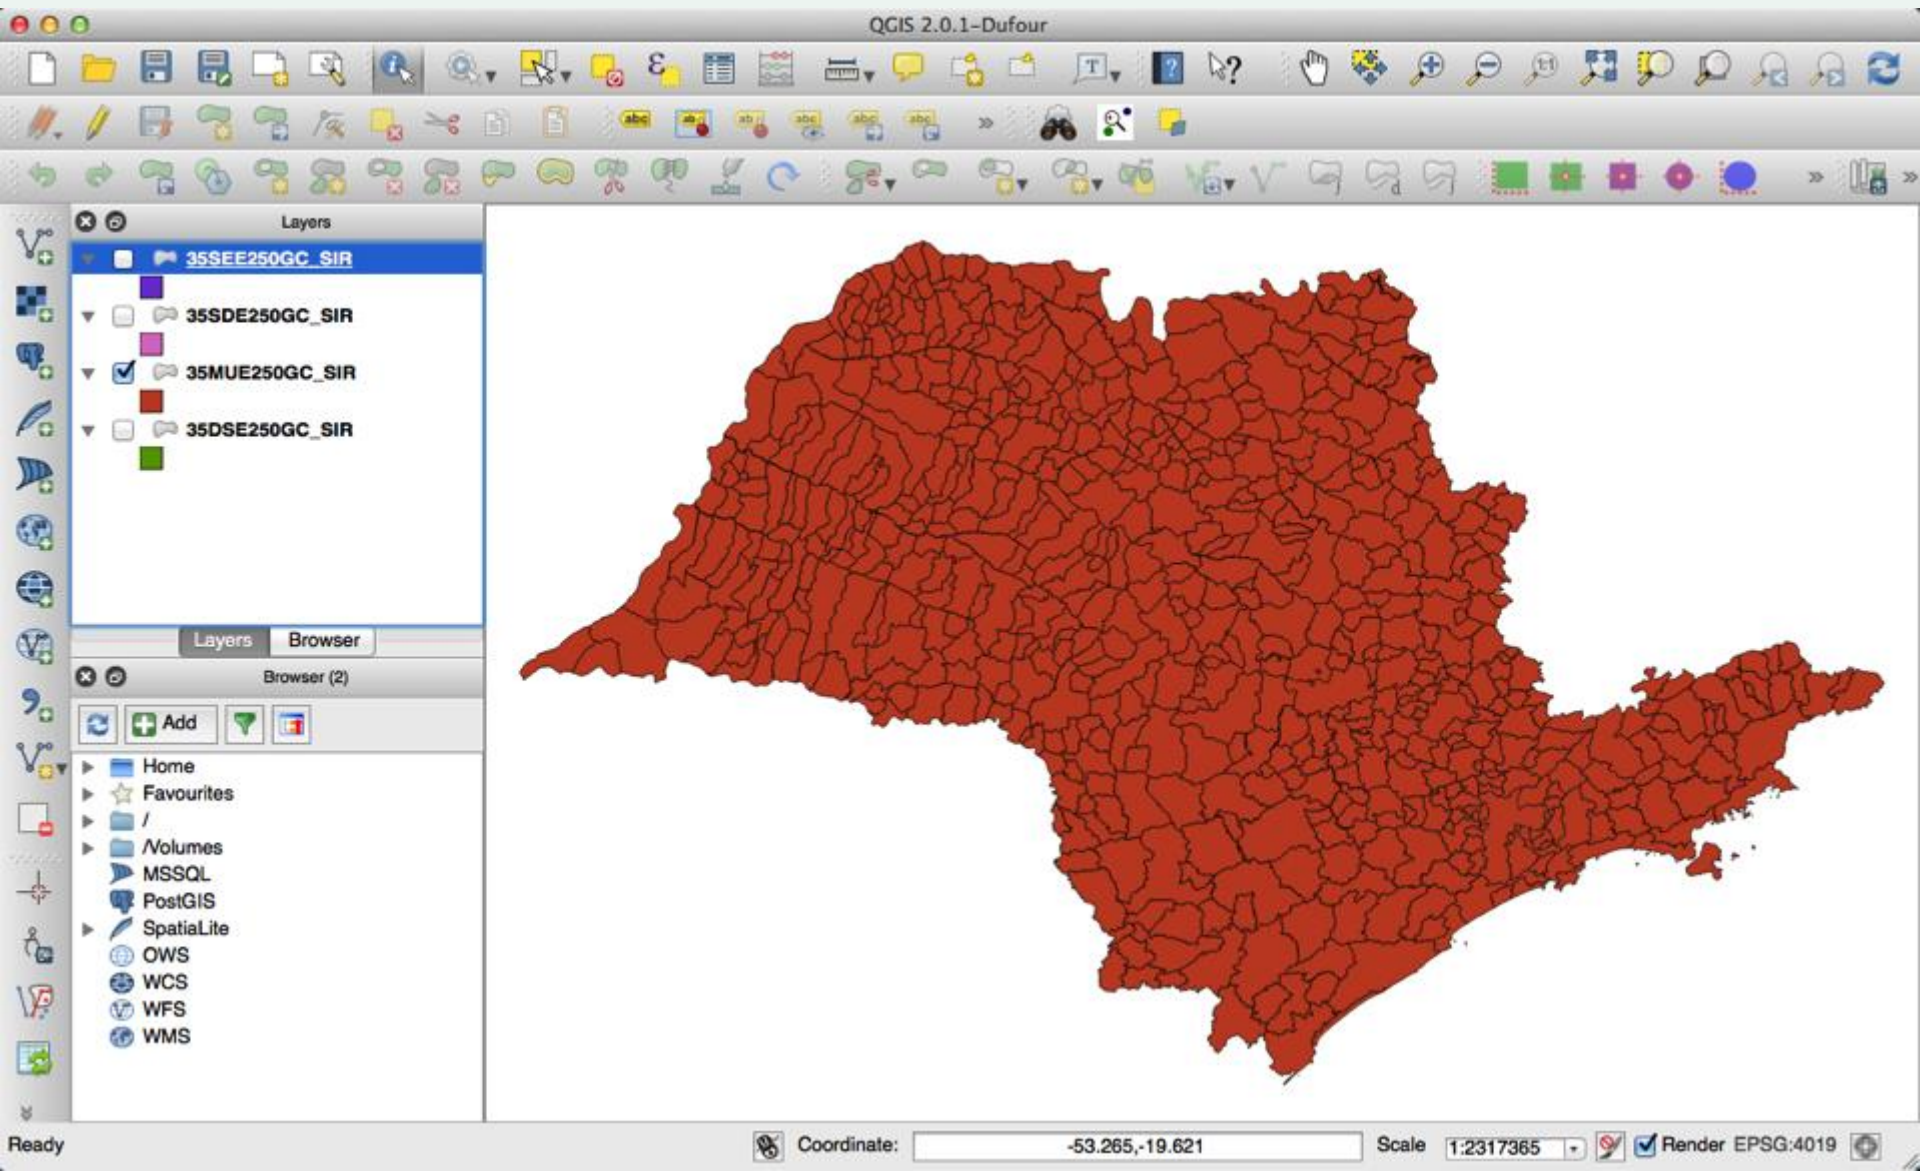 QGIS 2.0.1-Dufour
Layers
35SEE250GC_SIR
35SDE250GC_SIR
35MUE250GC_SIR
35DSE250GC_SIR
Layers Browser
Browser (2)
Add
Home
Favourites
/
/Volumes
MSSQL
PostGIS
SpatiaLite
OWS
WCS
WFS
WMS
Ready Coordinate: -53.265,-19.621 Scale 1:2317365 Render EPSG:4019